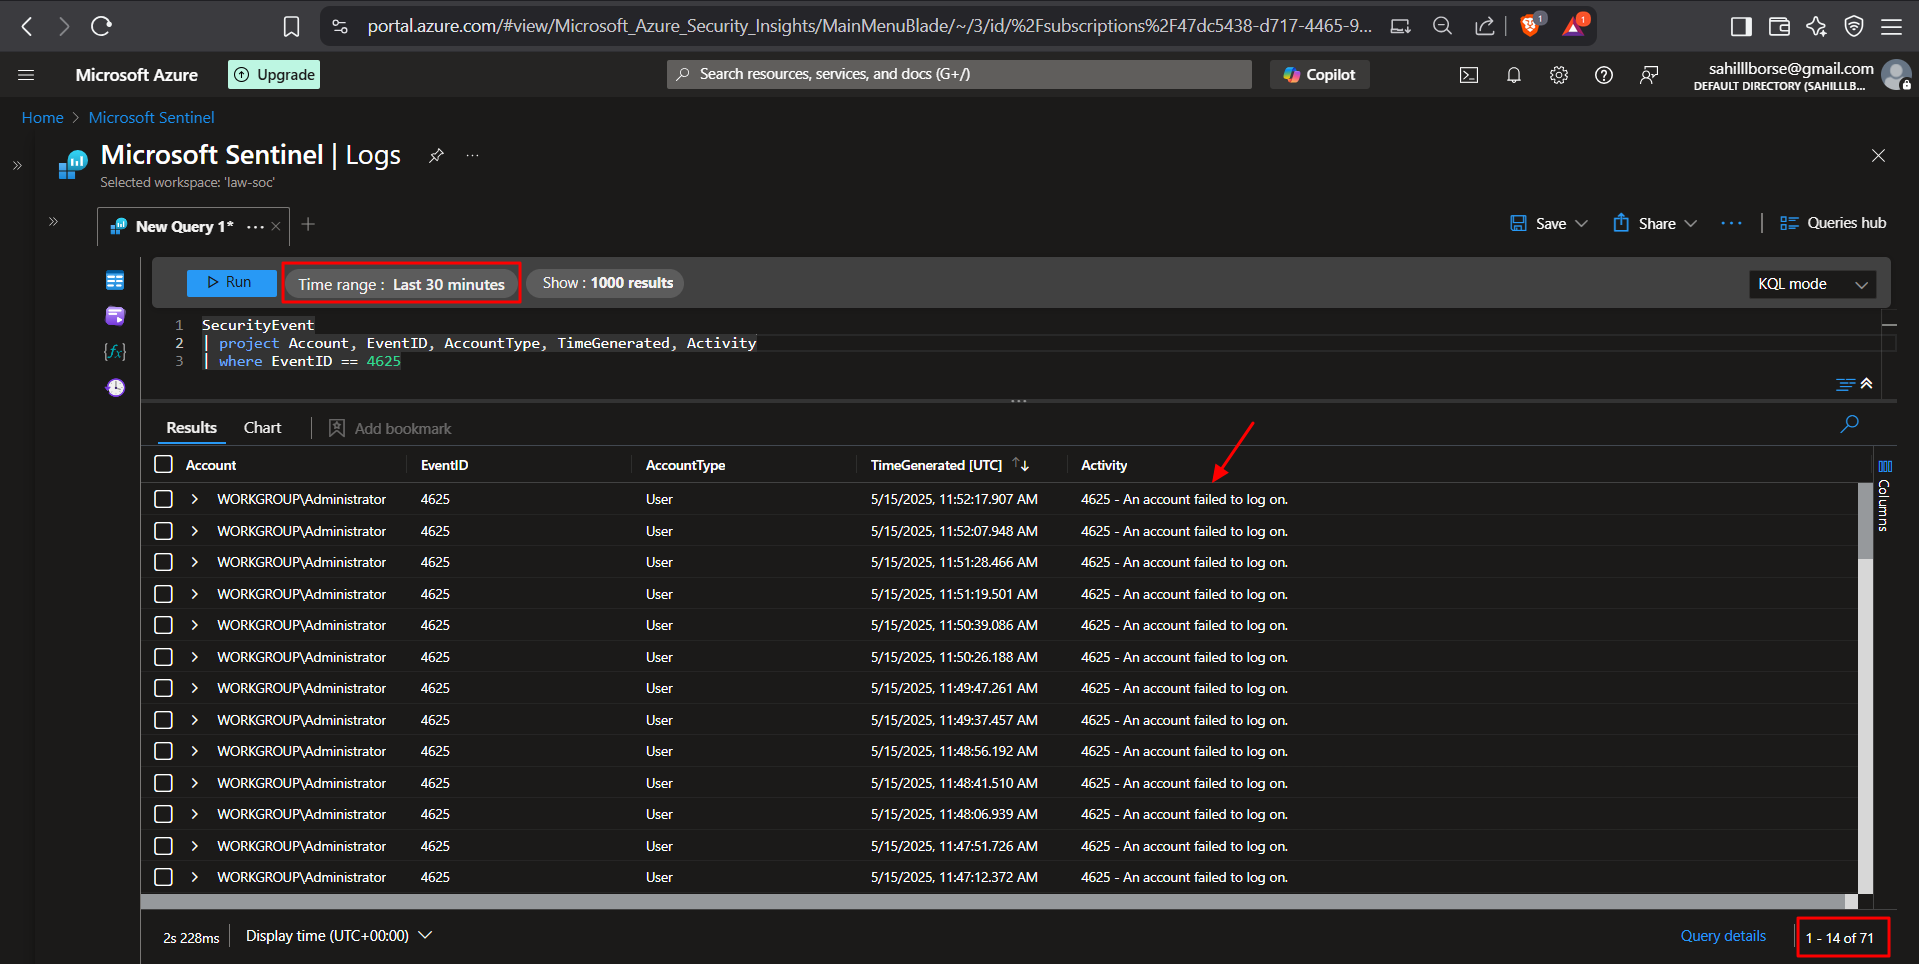 portal.azure.com/#view/Microsoft_Azure_Security_Insights/MainMenuBlade/~/3/id/%2Fsubscriptions%2F47dc5438-d717-4465-9...
1
1
Microsoft Azure
Upgrade
Search resources, services, and docs (G+/)
Copilot
sahilllborse@gmail.com
DEFAULT DIRECTORY (SAHILLLB...
Home > Microsoft Sentinel
Microsoft Sentinel | Logs
Selected workspace: 'law-soc'
New Query 1*
Save
Share
Queries hub
Run
Time range : Last 30 minutes
Show : 1000 results
KQL mode
1 SecurityEvent
2 | project Account, EventID, AccountType, TimeGenerated, Activity
3 | where EventID == 4625
Results
Chart
Add bookmark
Account EventID AccountType TimeGenerated [UTC] Activity
WORKGROUP\Administrator 4625 User 5/15/2025, 11:52:17.907 AM 4625 - An account failed to log on.
WORKGROUP\Administrator 4625 User 5/15/2025, 11:52:07.948 AM 4625 - An account failed to log on.
WORKGROUP\Administrator 4625 User 5/15/2025, 11:51:28.466 AM 4625 - An account failed to log on.
WORKGROUP\Administrator 4625 User 5/15/2025, 11:51:19.501 AM 4625 - An account failed to log on.
WORKGROUP\Administrator 4625 User 5/15/2025, 11:50:39.086 AM 4625 - An account failed to log on.
WORKGROUP\Administrator 4625 User 5/15/2025, 11:50:26.188 AM 4625 - An account failed to log on.
WORKGROUP\Administrator 4625 User 5/15/2025, 11:49:47.261 AM 4625 - An account failed to log on.
WORKGROUP\Administrator 4625 User 5/15/2025, 11:49:37.457 AM 4625 - An account failed to log on.
WORKGROUP\Administrator 4625 User 5/15/2025, 11:48:56.192 AM 4625 - An account failed to log on.
WORKGROUP\Administrator 4625 User 5/15/2025, 11:48:41.510 AM 4625 - An account failed to log on.
WORKGROUP\Administrator 4625 User 5/15/2025, 11:48:06.939 AM 4625 - An account failed to log on.
WORKGROUP\Administrator 4625 User 5/15/2025, 11:47:51.726 AM 4625 - An account failed to log on.
WORKGROUP\Administrator 4625 User 5/15/2025, 11:47:12.372 AM 4625 - An account failed to log on.
Columns
2s 228ms
Display time (UTC+00:00)
Query details
1 - 14 of 71